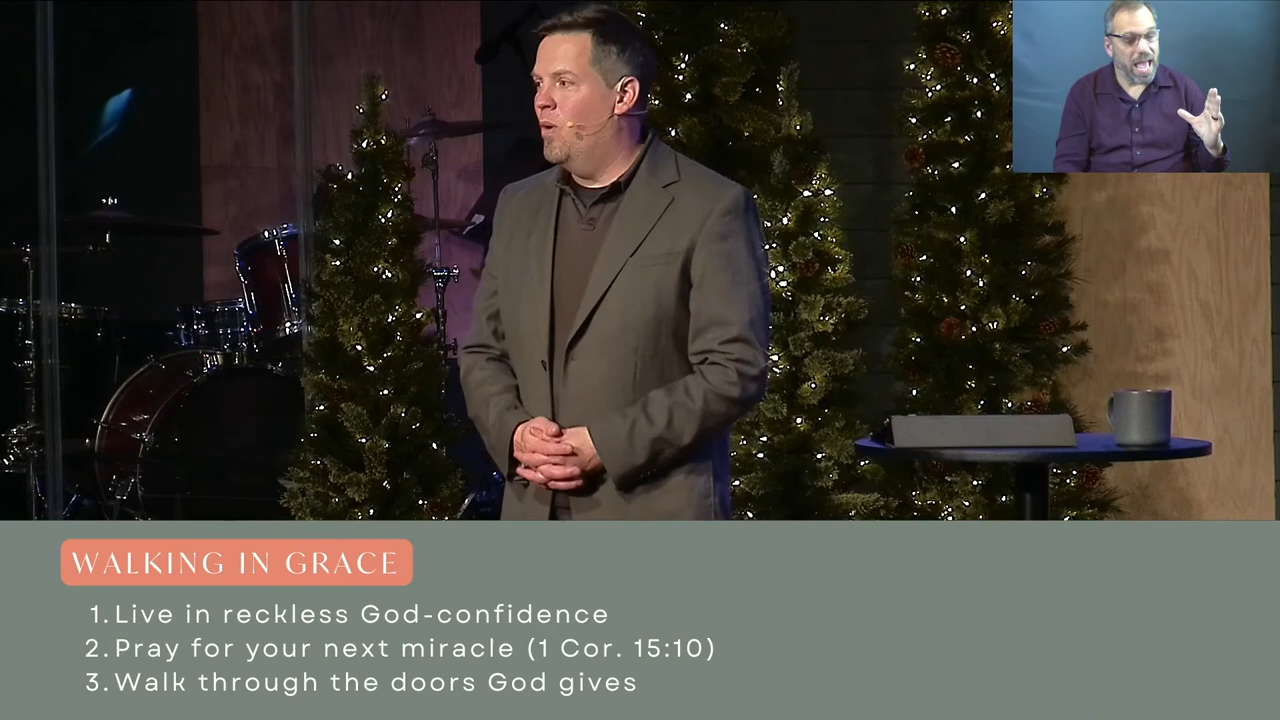 WALKING IN GRACE
1. Live in reckless God-confidence
2. Pray for your next miracle (1 Cor. 15:10)
3. Walk through the doors God gives